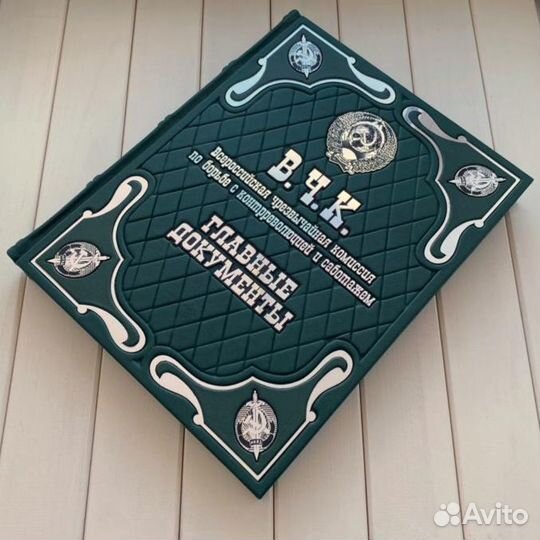 В.Ч.К.
Всероссийская чрезвычайная комиссия
по борьбе с контрреволюцией и саботажем
ГЛАВНЫЕ
ДОКУМЕНТЫ
Avito